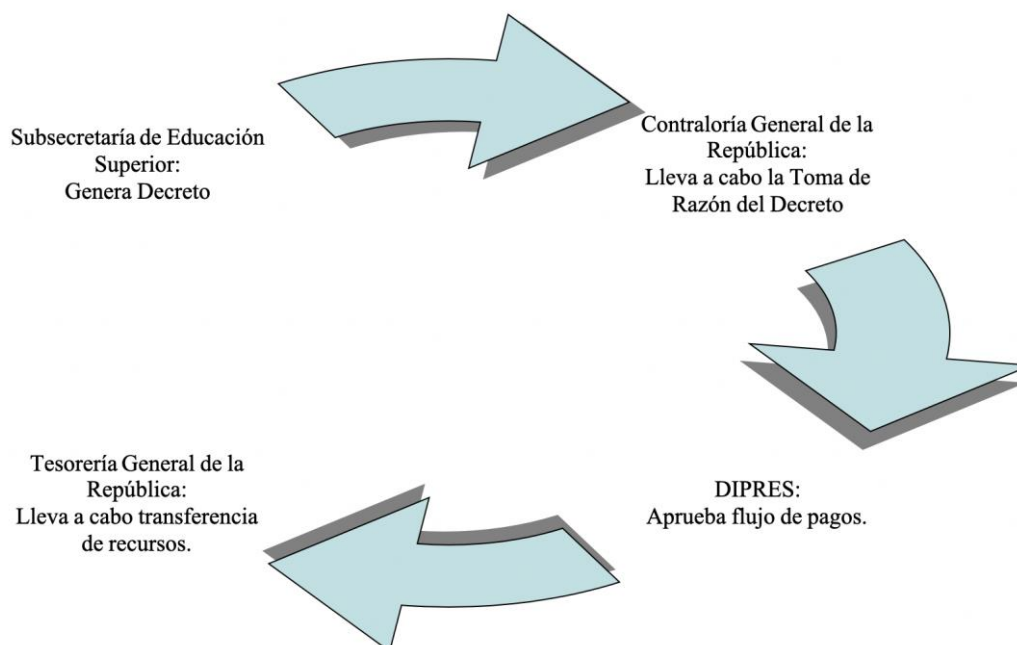 Subsecretaría de Educación
Superior:
Genera Decreto
Contraloría General de la
República:
Lleva a cabo la Toma de
Razón del Decreto
DIPRES:
Aprueba flujo de pagos.
Tesorería General de la
República:
Lleva a cabo transferencia
de recursos.